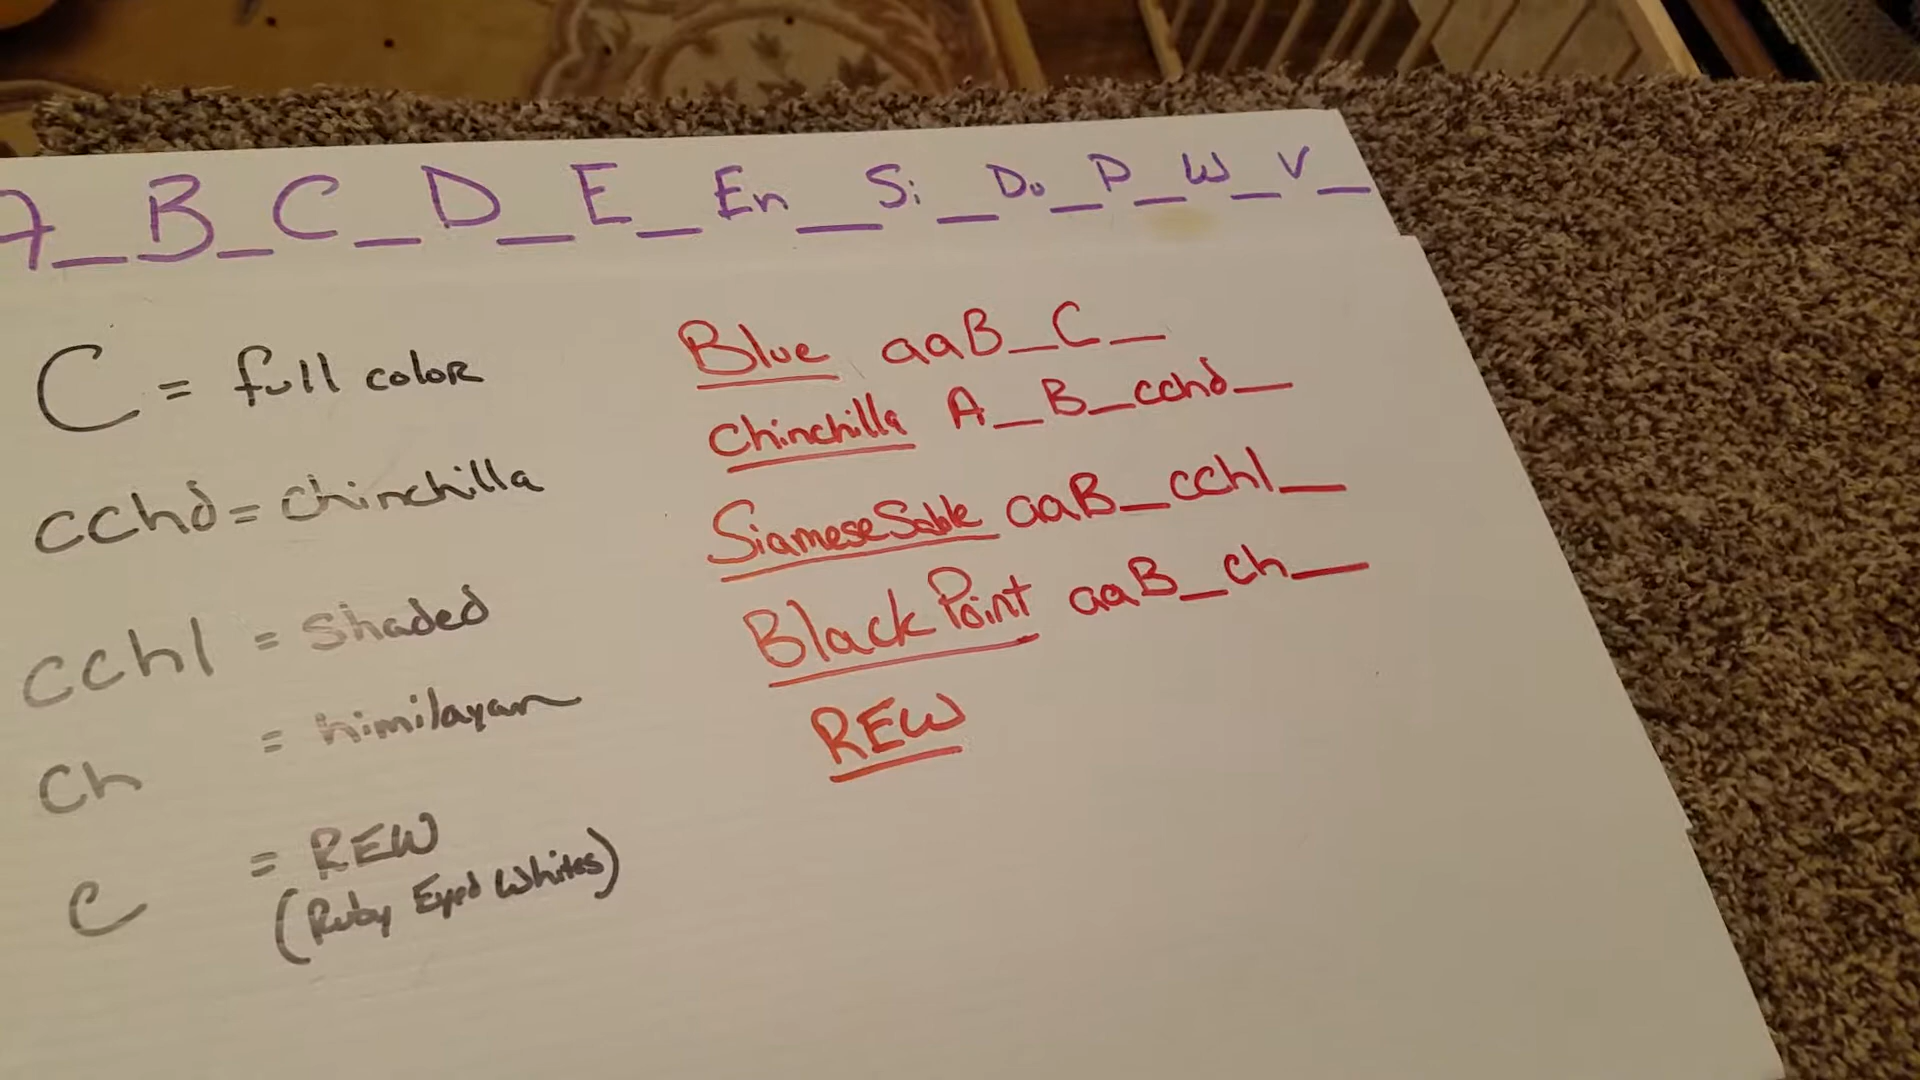 A_B_C_D_E_En_Si_Du_P_W_V_
C = full color
cchd = chinchilla
cchl = Shaded
ch = himilayan
c = REW
(Ruby Eyed Whites)
Blue aaB_C_
Chinchilla A_B_cchd_
Siamese Sable aaB_cchl_
Black Point aaB_ch_
REW